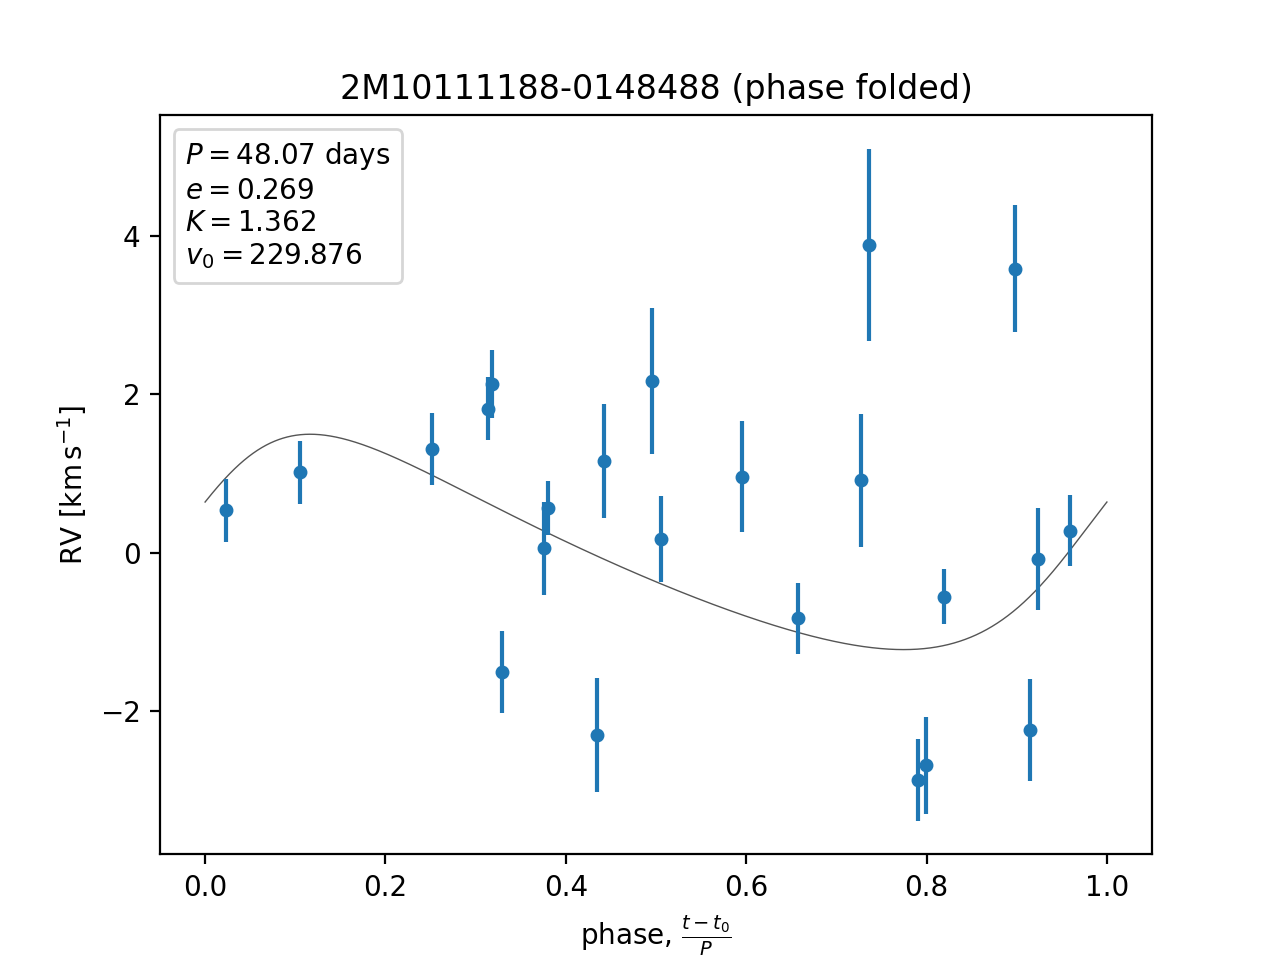 2M10111188-0148488 (phase folded)
P = 48.07 days
e = 0.269
K = 1.362
v₀ = 229.876
4
2
0
−2
RV [km s⁻¹]
0.0 0.2 0.4 0.6 0.8 1.0
phase, (t − t₀)/P